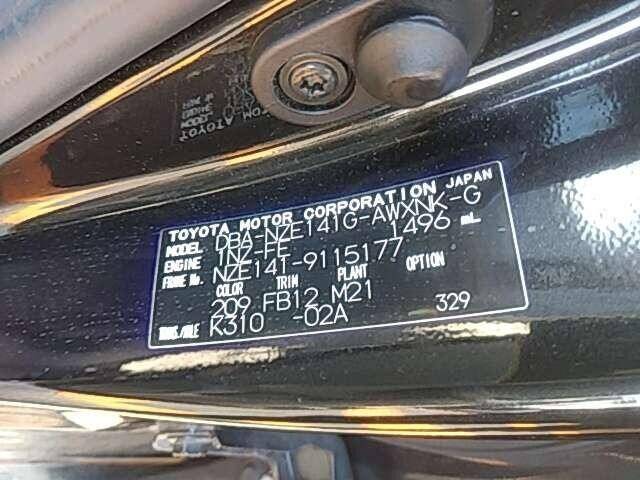 TOYOTA MOTOR CORPORATION JAPAN
MODEL DBA-NZE141G-AWXNK-G
ENGINE 1NZ-FE 1496 mL
FRAME No. NZE141-9115177
COLOR TRIM PLANT OPTION
209 FB12 M21
TRANS./AXLE K310 -02A 329